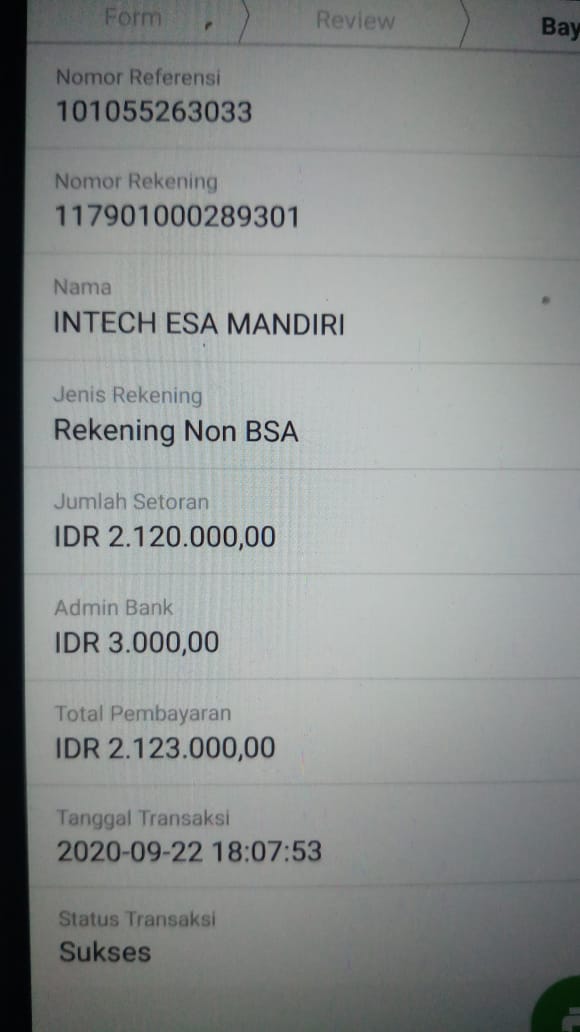 Form
Review
Bay
Nomor Referensi
101055263033
Nomor Rekening
117901000289301
Nama
INTECH ESA MANDIRI
Jenis Rekening
Rekening Non BSA
Jumlah Setoran
IDR 2.120.000,00
Admin Bank
IDR 3.000,00
Total Pembayaran
IDR 2.123.000,00
Tanggal Transaksi
2020-09-22 18:07:53
Status Transaksi
Sukses